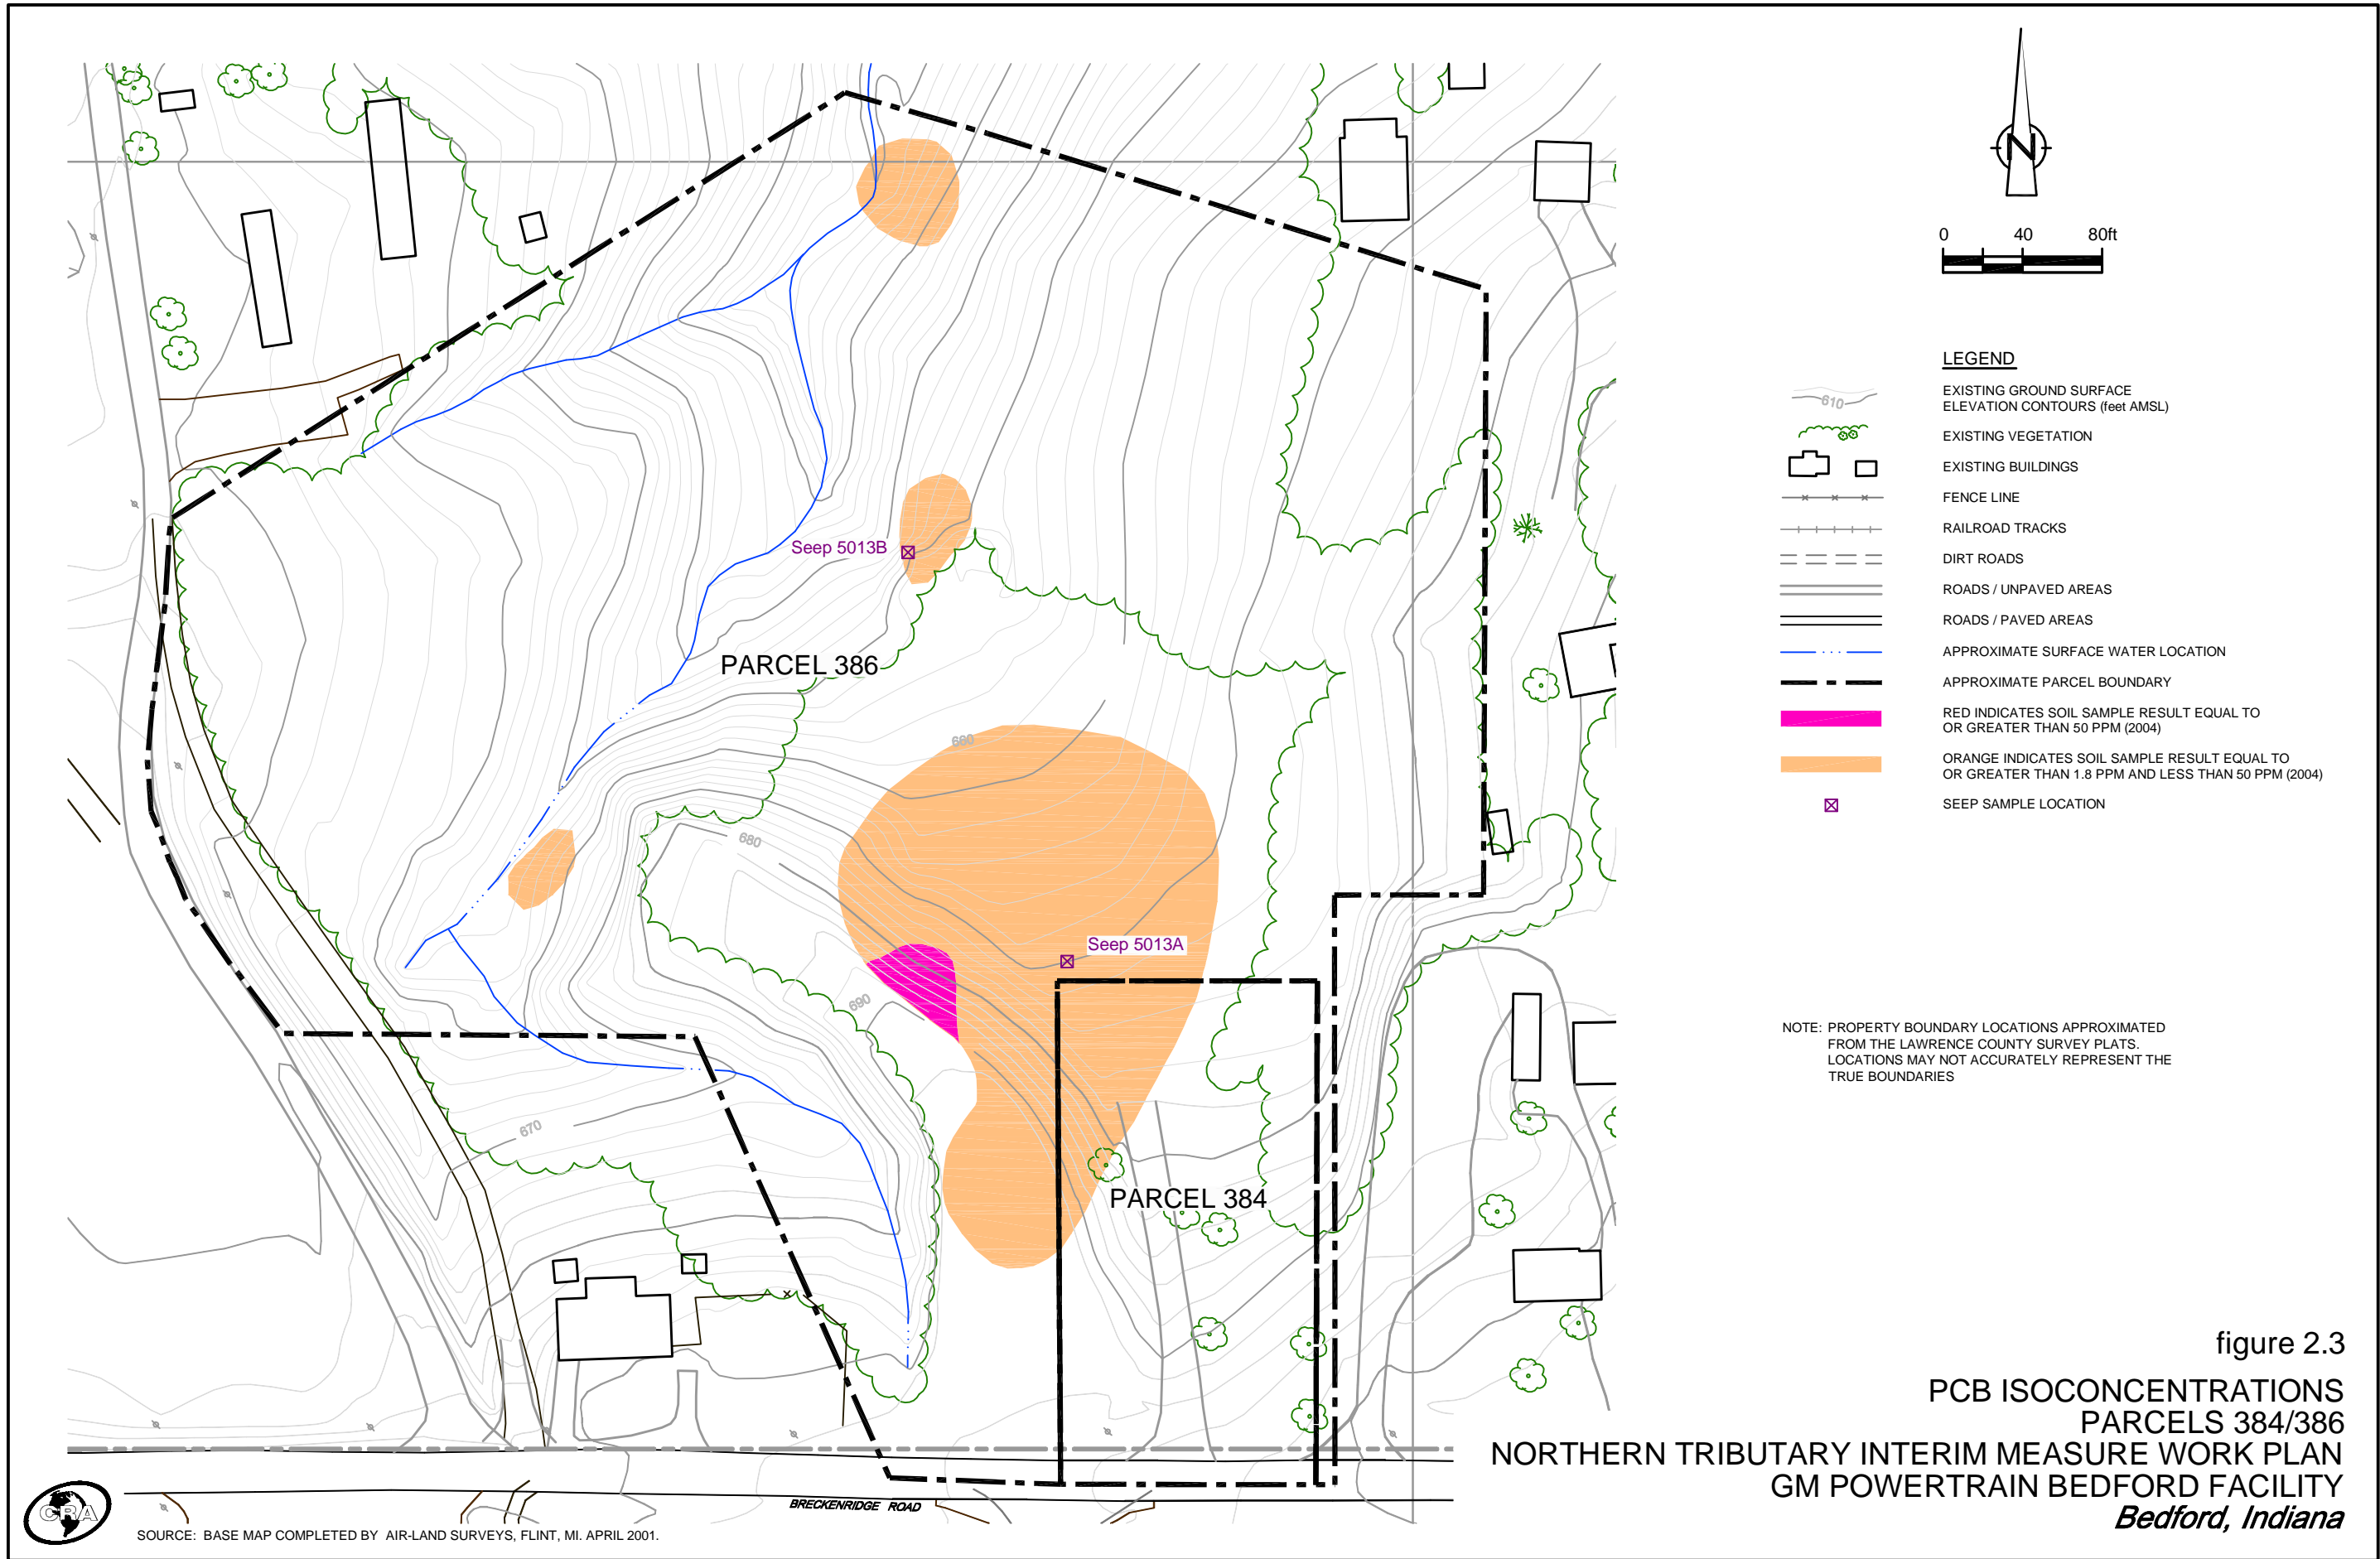 N
0 40 80ft
LEGEND
610
EXISTING GROUND SURFACE
ELEVATION CONTOURS (feet AMSL)
EXISTING VEGETATION
EXISTING BUILDINGS
FENCE LINE
RAILROAD TRACKS
DIRT ROADS
ROADS / UNPAVED AREAS
ROADS / PAVED AREAS
APPROXIMATE SURFACE WATER LOCATION
APPROXIMATE PARCEL BOUNDARY
RED INDICATES SOIL SAMPLE RESULT EQUAL TO
OR GREATER THAN 50 PPM (2004)
ORANGE INDICATES SOIL SAMPLE RESULT EQUAL TO
OR GREATER THAN 1.8 PPM AND LESS THAN 50 PPM (2004)
SEEP SAMPLE LOCATION
Seep 5013B
PARCEL 386
660
680
Seep 5013A
690
670
PARCEL 384
NOTE: PROPERTY BOUNDARY LOCATIONS APPROXIMATED
FROM THE LAWRENCE COUNTY SURVEY PLATS.
LOCATIONS MAY NOT ACCURATELY REPRESENT THE
TRUE BOUNDARIES
figure 2.3
PCB ISOCONCENTRATIONS
PARCELS 384/386
NORTHERN TRIBUTARY INTERIM MEASURE WORK PLAN
GM POWERTRAIN BEDFORD FACILITY
Bedford, Indiana
BRECKENRIDGE ROAD
CRA
SOURCE: BASE MAP COMPLETED BY AIR-LAND SURVEYS, FLINT, MI. APRIL 2001.